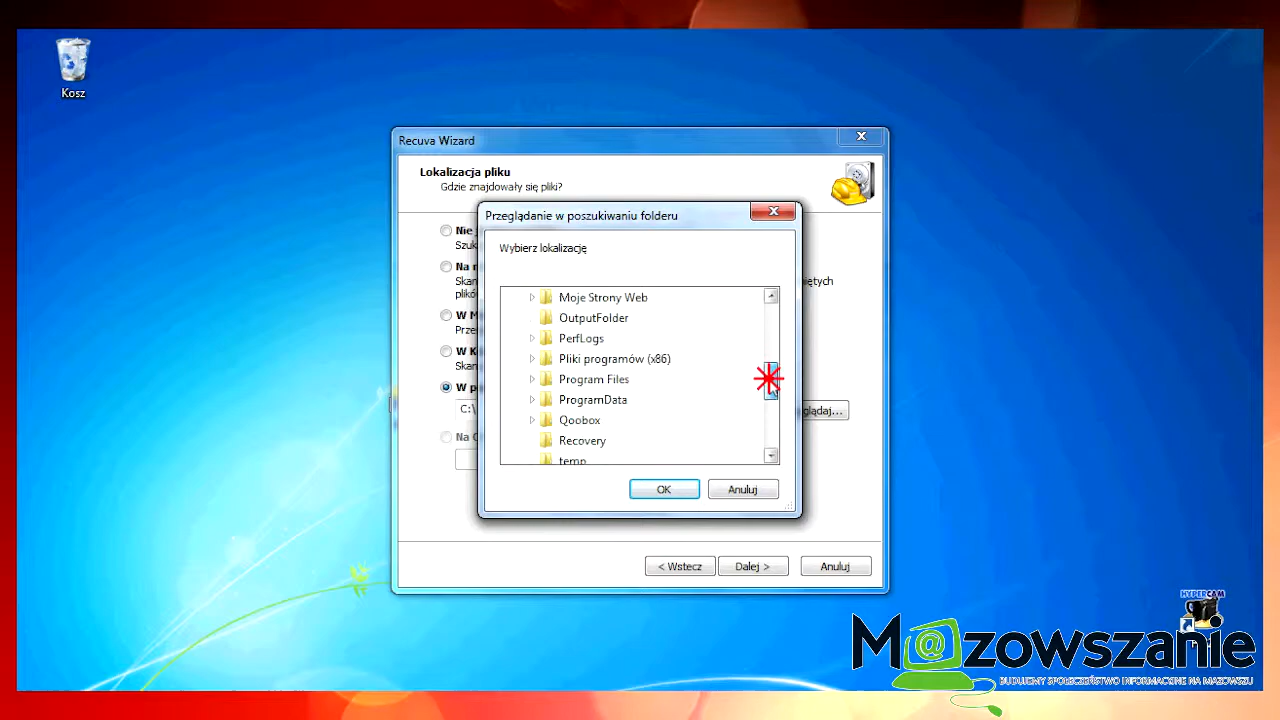 Kosz
Recuva Wizard
Lokalizacja pliku
Gdzie znajdowały się pliki?
Nie
Szuk
Na
Skan
plikó
iętych
W M
Prze
W K
Skan
W p
C:\
glądaj...
Na
Przeglądanie w poszukiwaniu folderu
Wybierz lokalizację
Moje Strony Web
OutputFolder
PerfLogs
Pliki programów (x86)
Program Files
ProgramData
Qoobox
Recovery
temp
OK
Anuluj
< Wstecz
Dalej >
Anuluj
HYPERCAM
M@zowszanie
BUDUJEMY SPOŁECZEŃSTWO INFORMACYJNE NA MAZOWSZU